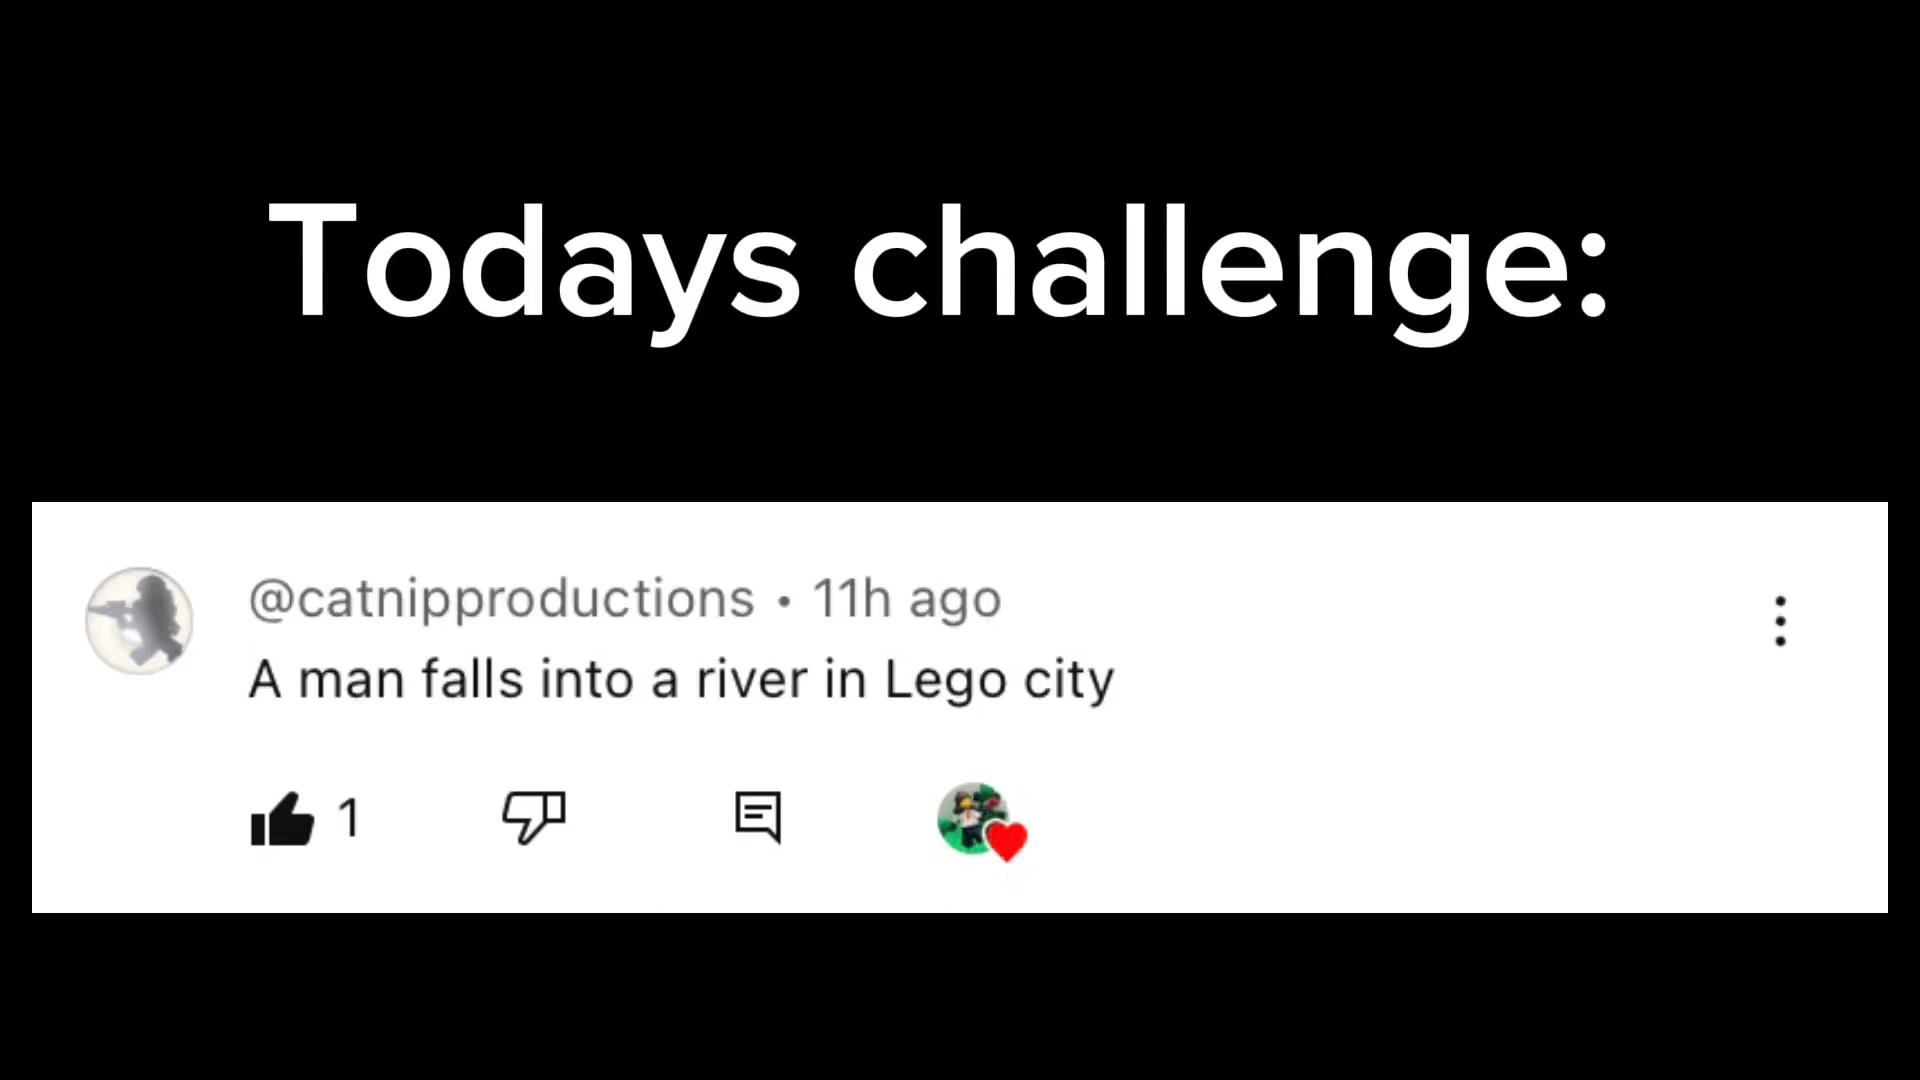 Todays challenge:
@catnipproductions • 11h ago
A man falls into a river in Lego city
1